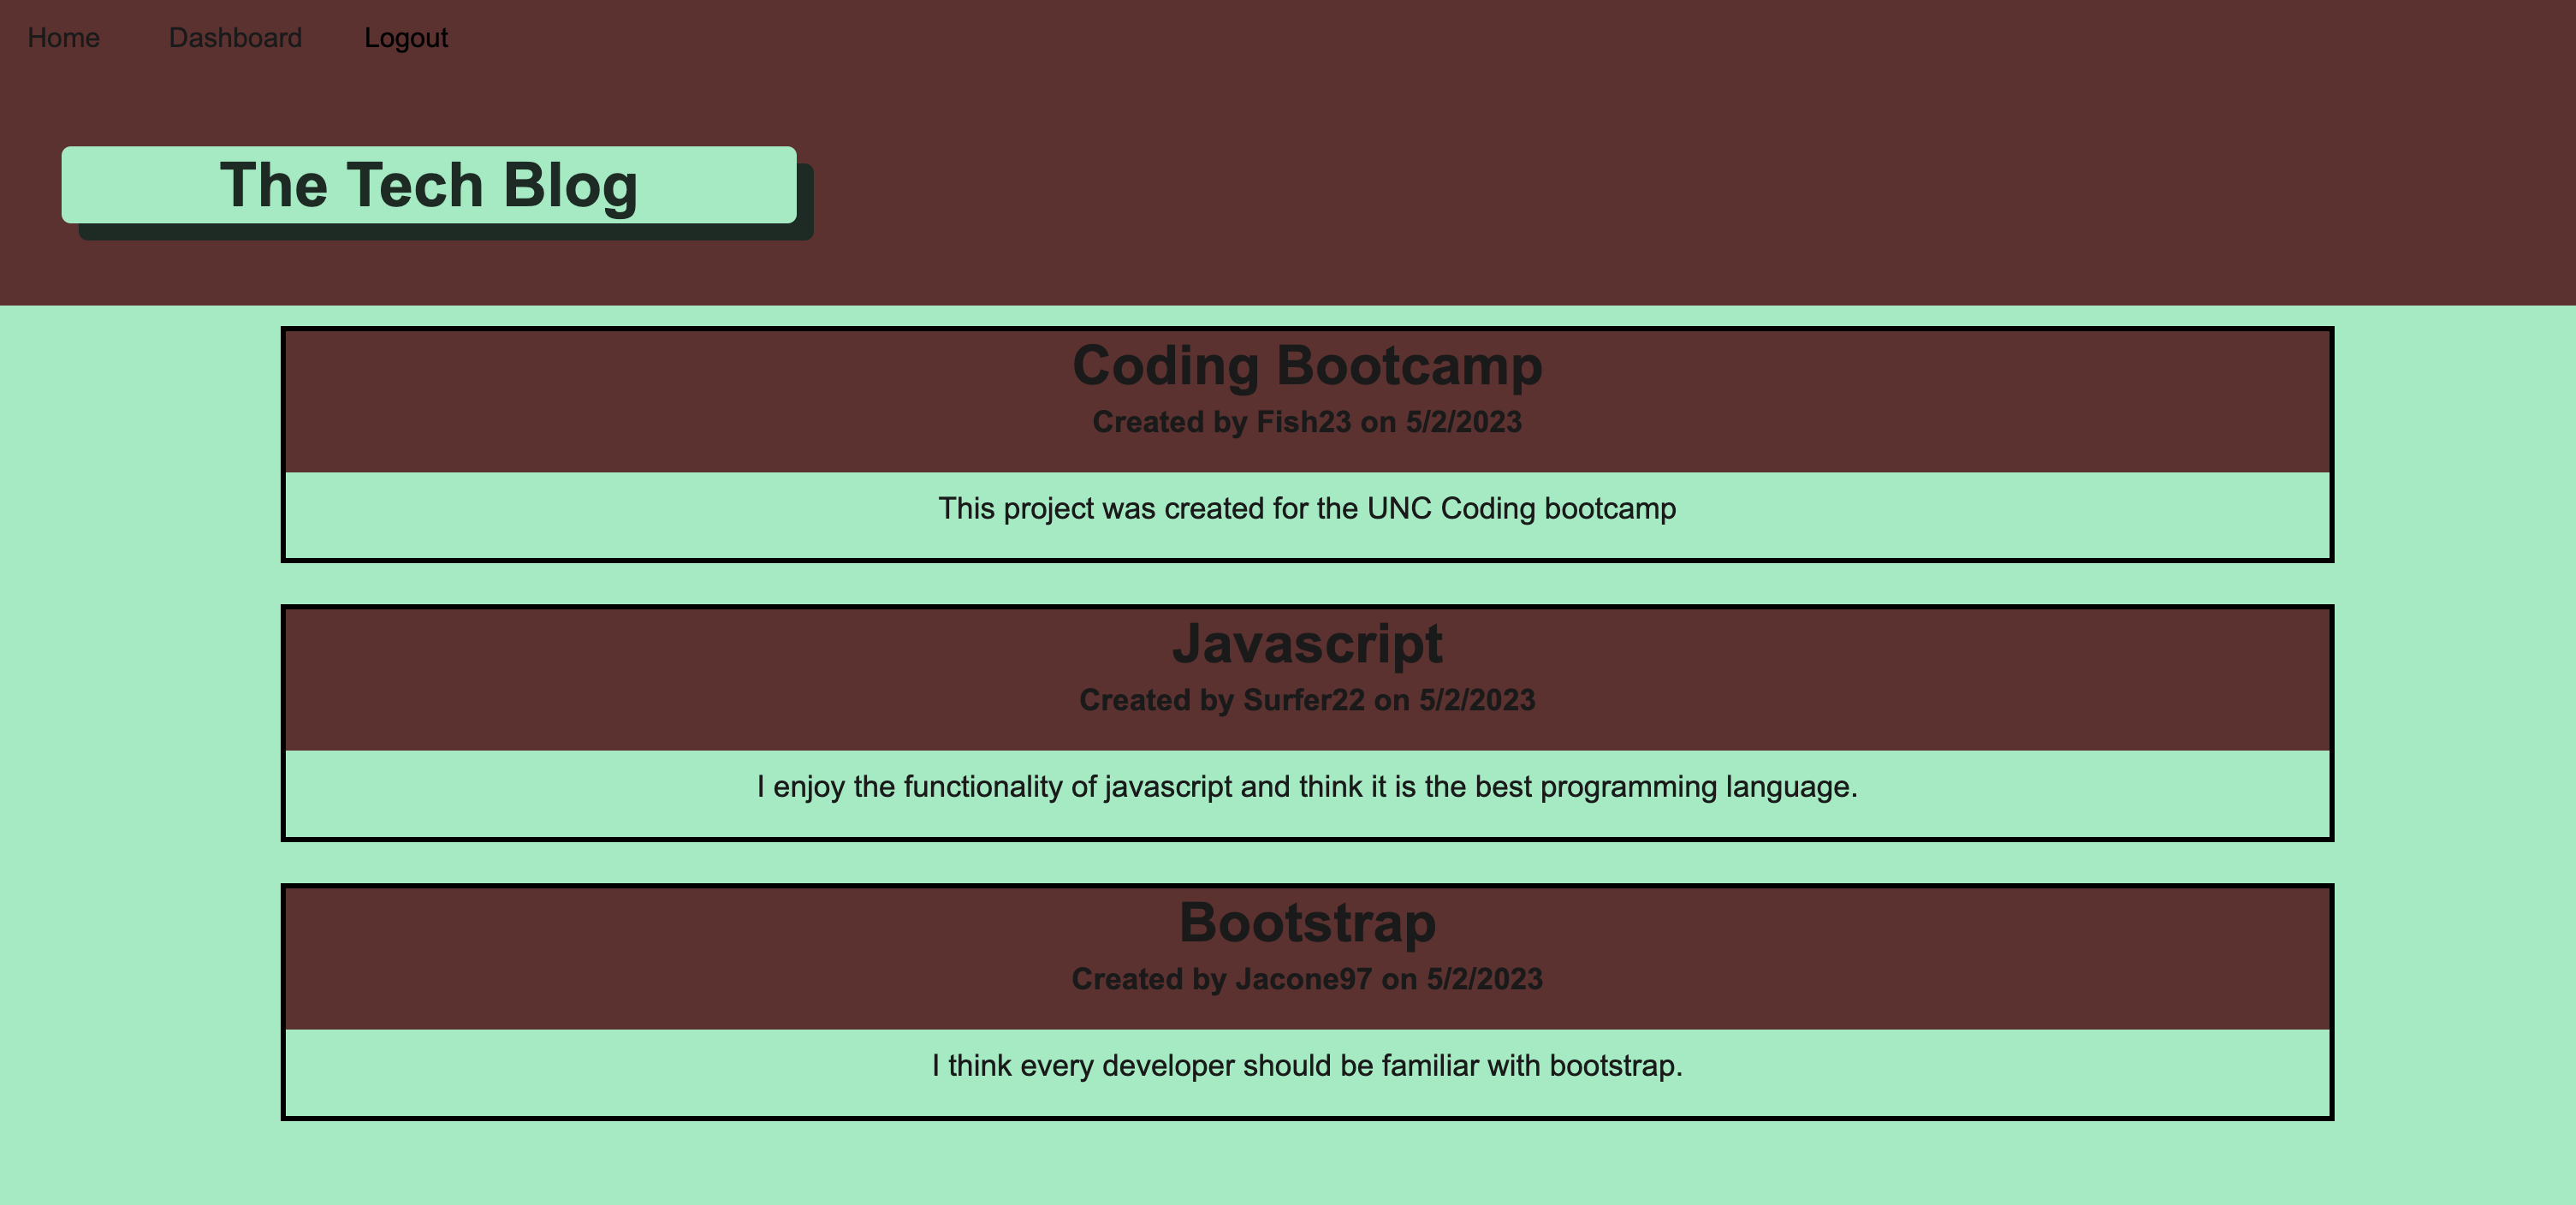 Home Dashboard Logout
The Tech Blog
Coding Bootcamp
Created by Fish23 on 5/2/2023
This project was created for the UNC Coding bootcamp
Javascript
Created by Surfer22 on 5/2/2023
I enjoy the functionality of javascript and think it is the best programming language.
Bootstrap
Created by Jacone97 on 5/2/2023
I think every developer should be familiar with bootstrap.